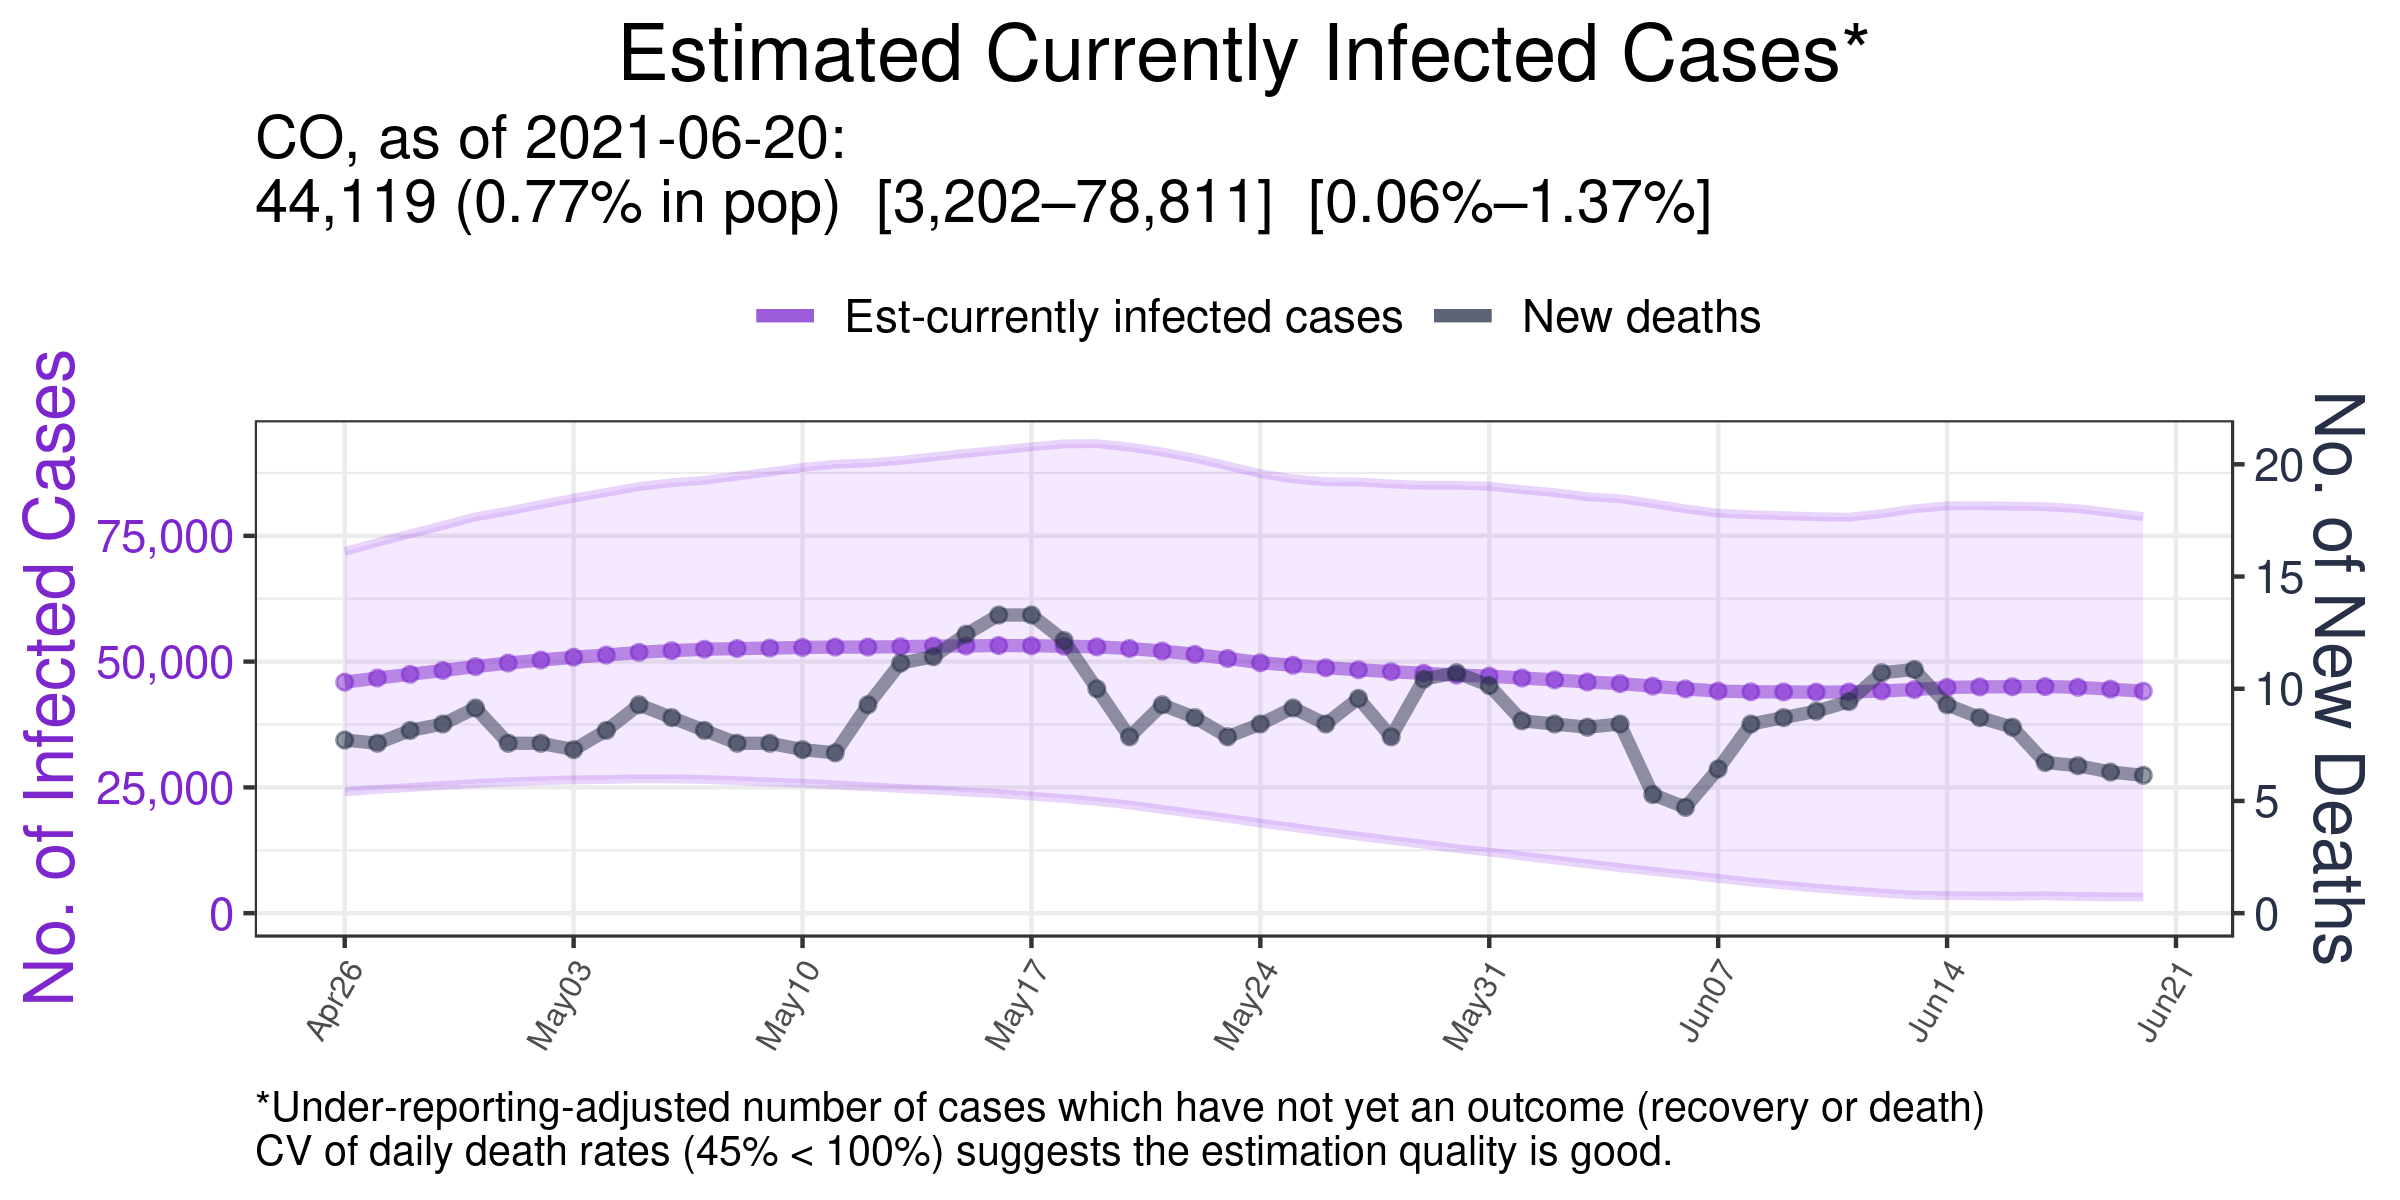 Estimated Currently Infected Cases*
CO, as of 2021-06-20:
44,119 (0.77% in pop)  [3,202–78,811]  [0.06%–1.37%]
Est-currently infected cases
New deaths
No. of Infected Cases
75,000
50,000
25,000
0
20
15
10
5
0
No. of New Deaths
Apr26
May03
May10
May17
May24
May31
Jun07
Jun14
Jun21
*Under-reporting-adjusted number of cases which have not yet an outcome (recovery or death)
CV of daily death rates (45% < 100%) suggests the estimation quality is good.